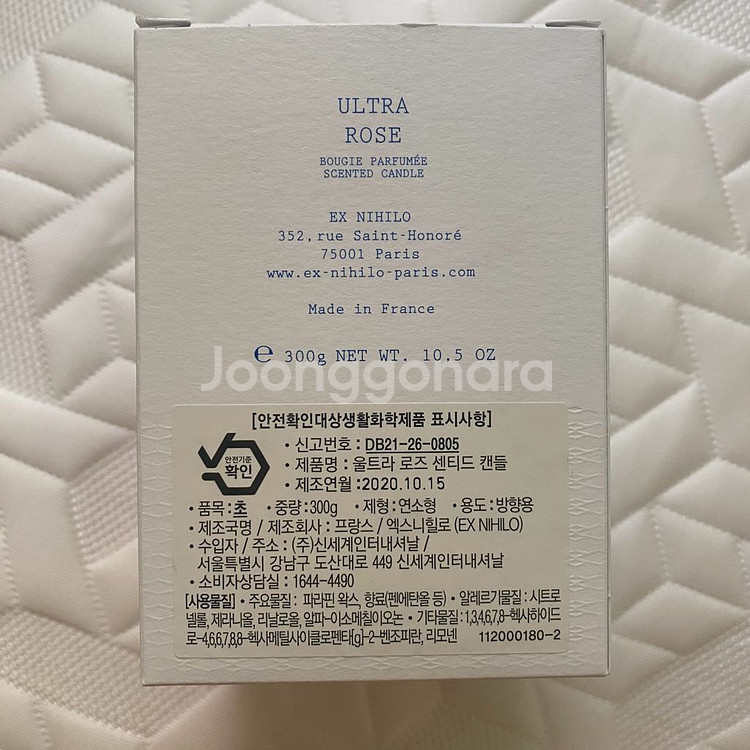 ULTRA
ROSE
BOUGIE PARFUMÉE
SCENTED CANDLE
EX NIHILO
352, rue Saint-Honoré
75001 Paris
www.ex-nihilo-paris.com
Made in France
℮ 300g NET WT. 10.5 OZ
Joonggonara
[안전확인대상생활화학제품 표시사항]
안전기준
확인
• 신고번호 : DB21-26-0805
• 제품명 : 울트라 로즈 센티드 캔들
• 제조연월 : 2020.10.15
• 품목 : 초 • 중량 : 300g • 제형 : 연소형 • 용도 : 방향용
• 제조국명 / 제조회사 : 프랑스 / 엑스니힐로 (EX NIHILO)
• 수입자 / 주소 : (주)신세계인터내셔날 /
서울특별시 강남구 도산대로 449 신세계인터내셔날
• 소비자상담실 : 1644-4490
[사용물질] • 주요물질 : 파라핀 왁스, 향료(펜에탄올 등) • 알레르기물질 : 시트로
넬롤, 제라니올, 리날로올, 알파-이소메칠이오논 • 기타물질 : 1,3,4,6,7,8-헥사하이드
로-4,6,6,7,8,8-헥사메틸사이클로펜타[g]-2-벤조피란, 리모넨 112000180-2